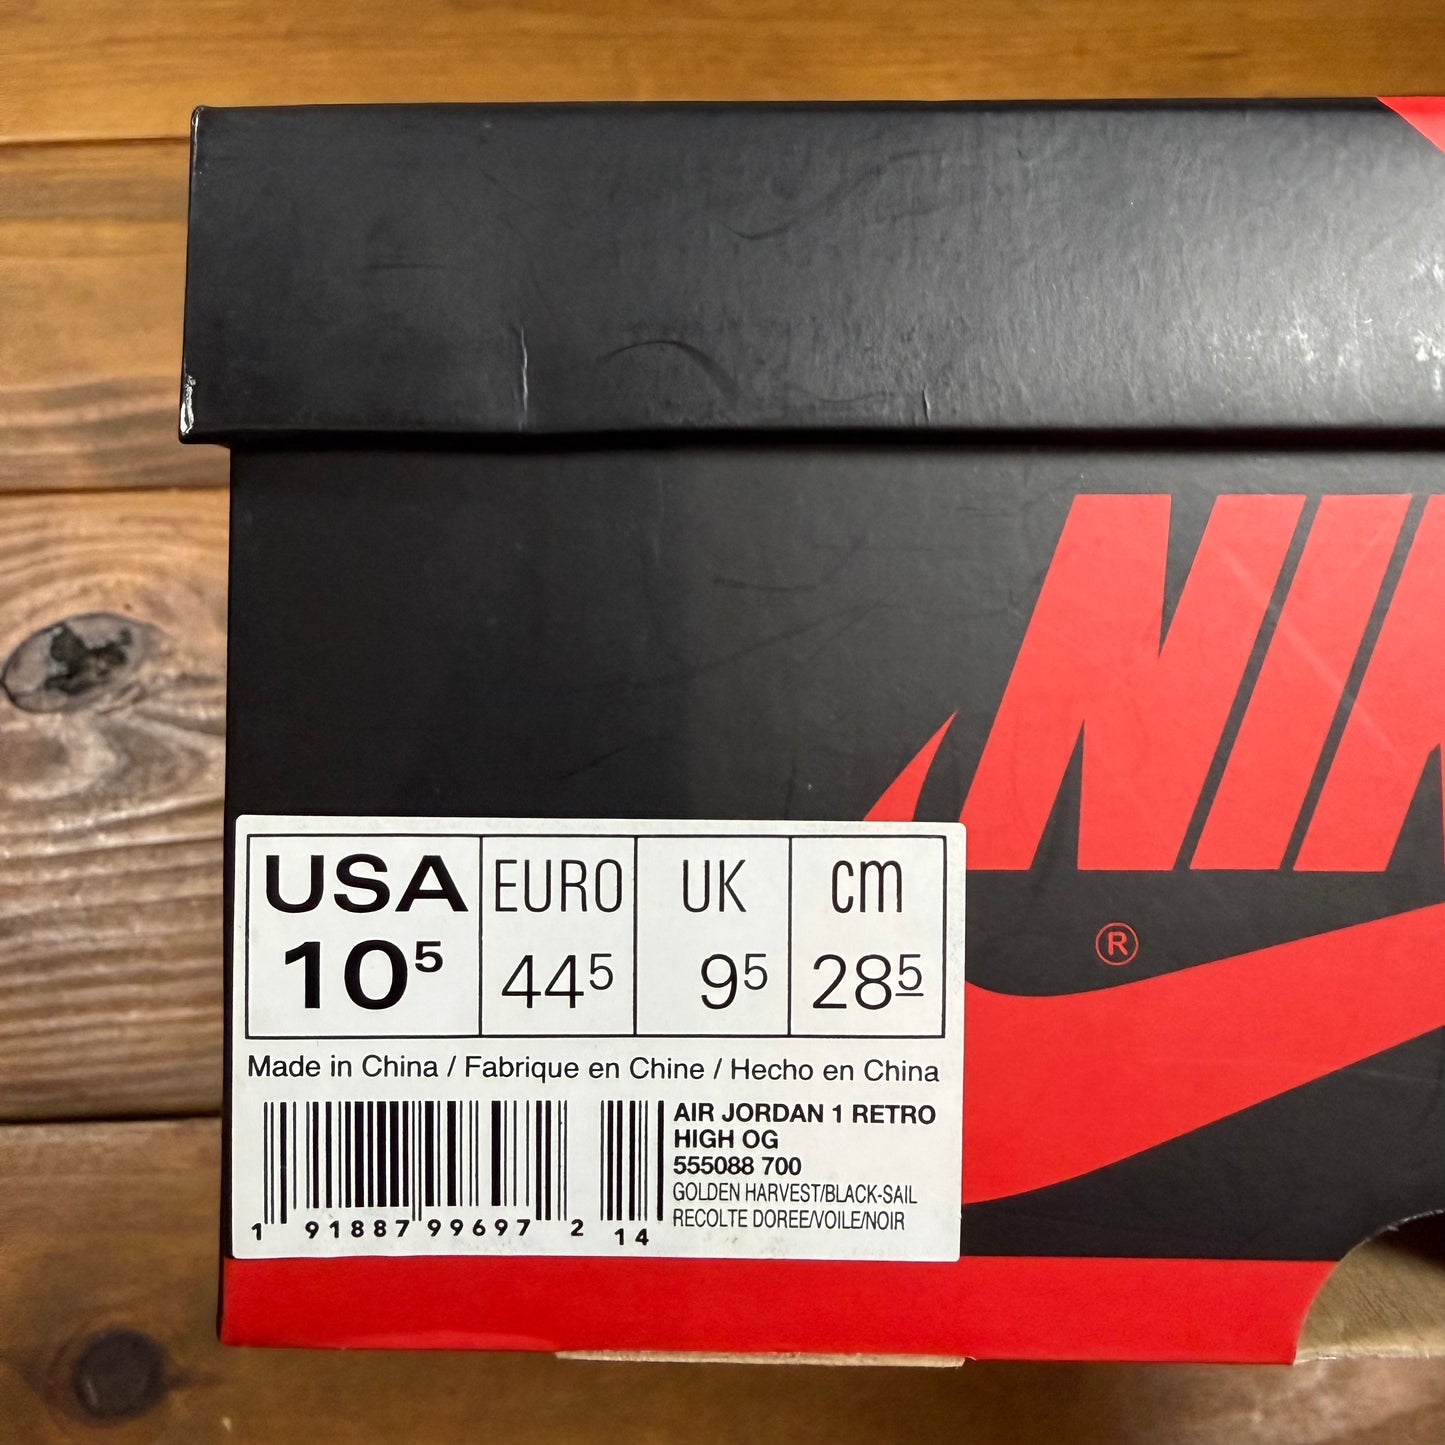 NIK
®
USA EURO UK cm
10⁵ 44⁵ 9⁵ 28⁵
Made in China / Fabrique en Chine / Hecho en China
AIR JORDAN 1 RETRO
HIGH OG
555088 700
GOLDEN HARVEST/BLACK-SAIL
RECOLTE DOREE/VOILE/NOIR
1 91887 99697 2 14